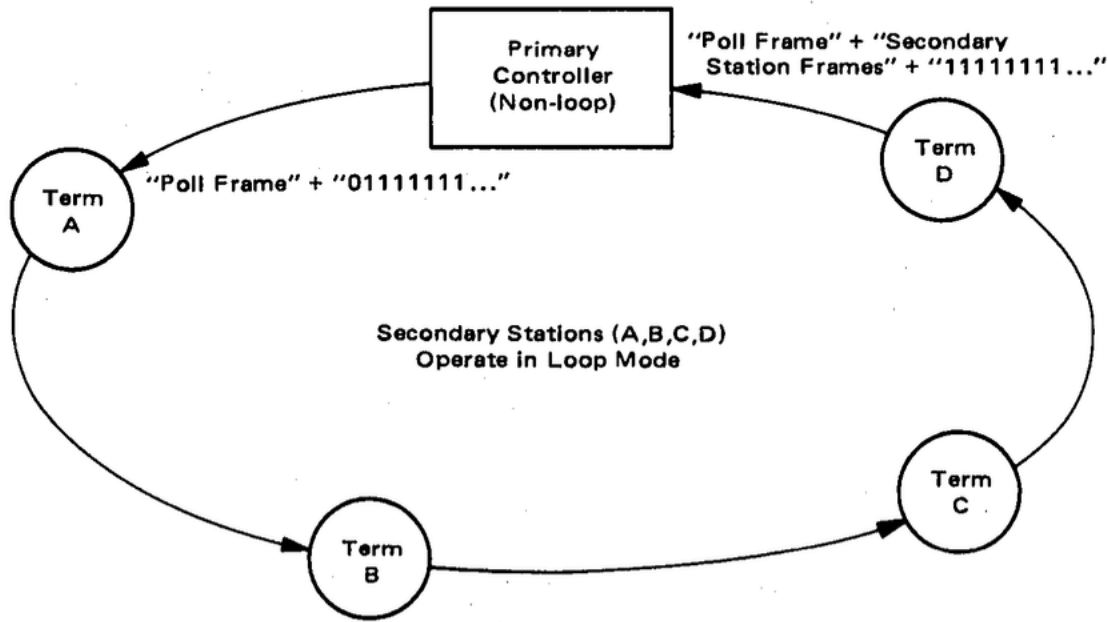 Primary
Controller
(Non-loop)
"Poll Frame" + "Secondary
Station Frames" + "11111111..."
Term
D
Term
A
"Poll Frame" + "01111111..."
Secondary Stations (A,B,C,D)
Operate in Loop Mode
Term
C
Term
B